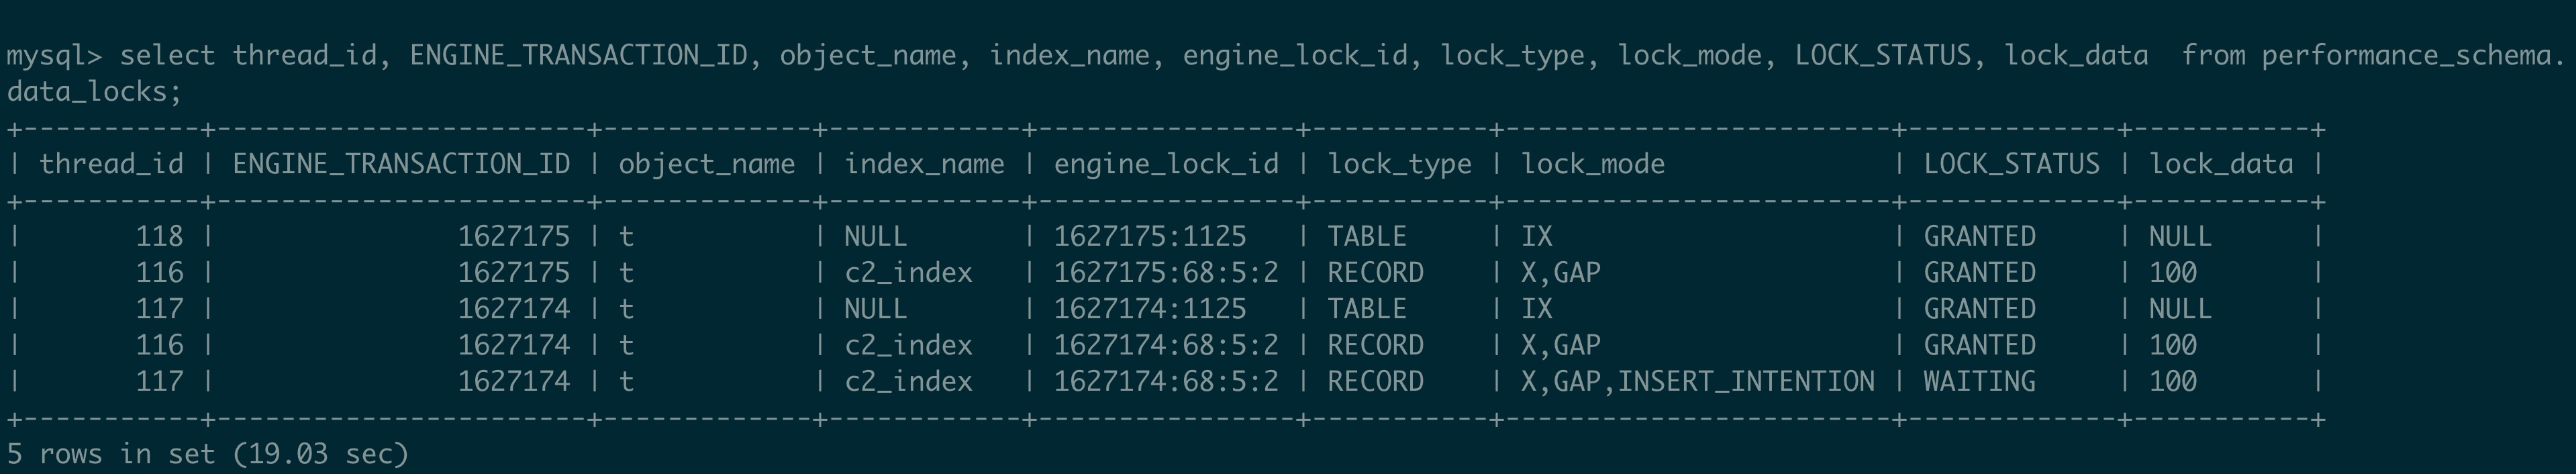 mysql> select thread_id, ENGINE_TRANSACTION_ID, object_name, index_name, engine_lock_id, lock_type, lock_mode, LOCK_STATUS, lock_data  from performance_schema.
data_locks;
+-----------+-----------------------+-------------+------------+----------------+-----------+------------------------+-------------+-----------+
| thread_id | ENGINE_TRANSACTION_ID | object_name | index_name | engine_lock_id | lock_type | lock_mode              | LOCK_STATUS | lock_data |
+-----------+-----------------------+-------------+------------+----------------+-----------+------------------------+-------------+-----------+
|       118 |               1627175 | t           | NULL       | 1627175:1125   | TABLE     | IX                     | GRANTED     | NULL      |
|       116 |               1627175 | t           | c2_index   | 1627175:68:5:2 | RECORD    | X,GAP                  | GRANTED     | 100       |
|       117 |               1627174 | t           | NULL       | 1627174:1125   | TABLE     | IX                     | GRANTED     | NULL      |
|       116 |               1627174 | t           | c2_index   | 1627174:68:5:2 | RECORD    | X,GAP                  | GRANTED     | 100       |
|       117 |               1627174 | t           | c2_index   | 1627174:68:5:2 | RECORD    | X,GAP,INSERT_INTENTION | WAITING     | 100       |
+-----------+-----------------------+-------------+------------+----------------+-----------+------------------------+-------------+-----------+
5 rows in set (19.03 sec)